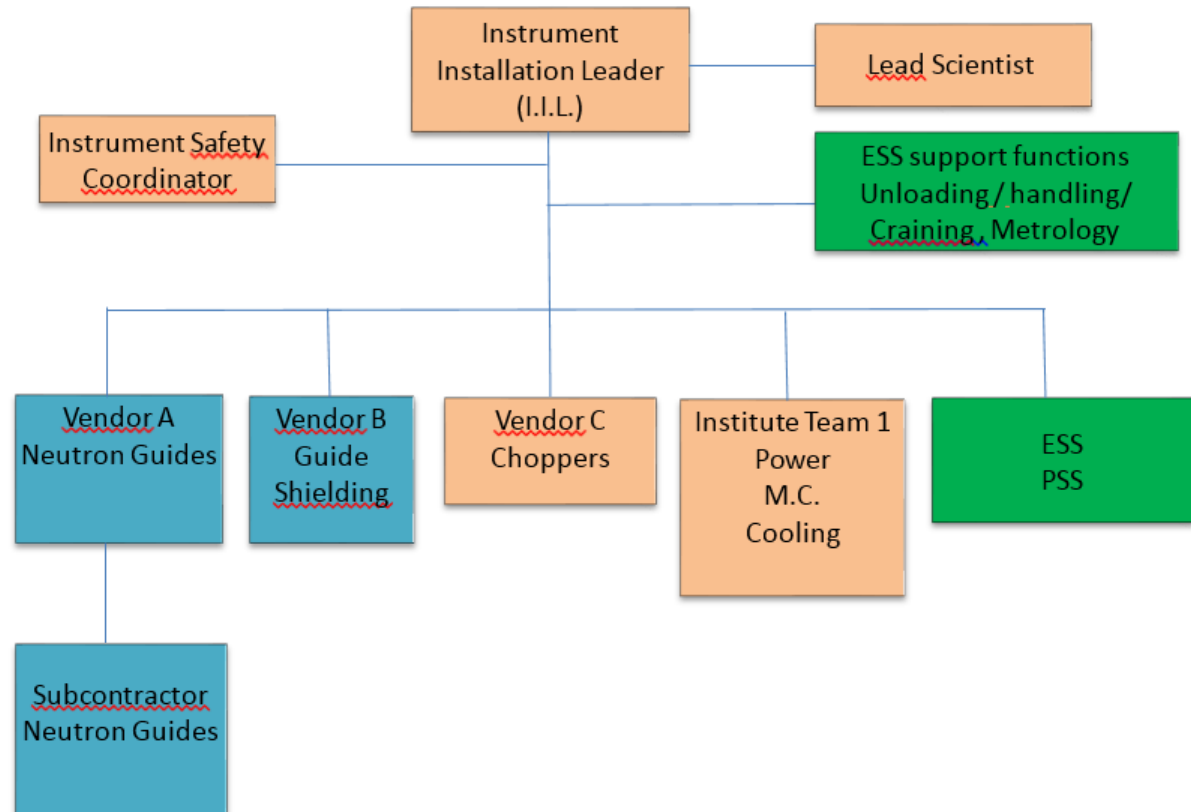 Instrument
Installation Leader
(I.I.L.)
Lead Scientist
Instrument Safety
Coordinator
ESS support functions
Unloading/ handling/
Craining, Metrology
Vendor A
Neutron Guides
Vendor B
Guide
Shielding
Vendor C
Choppers
Institute Team 1
Power
M.C.
Cooling
ESS
PSS
Subcontractor
Neutron Guides